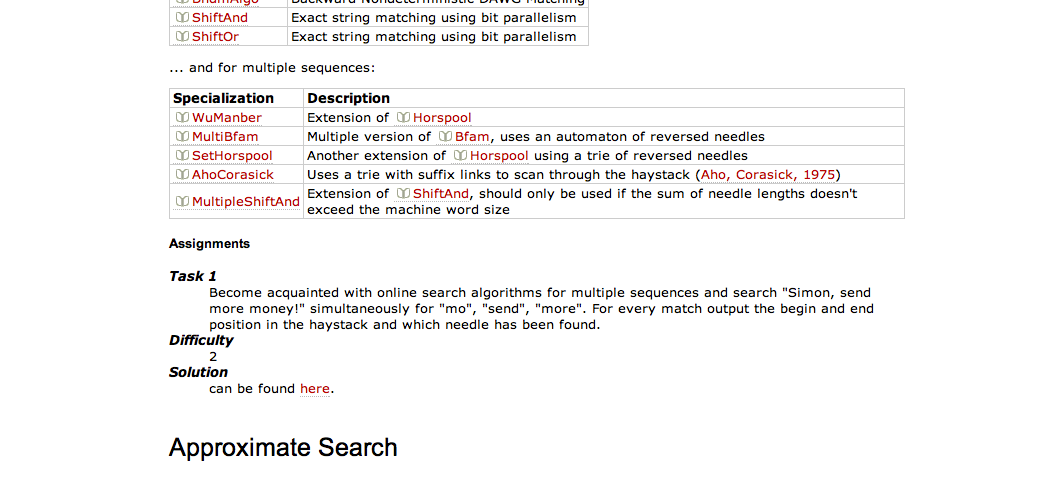 BndmAlgo Backward Nondeterministic DAWG Matching
ShiftAnd Exact string matching using bit parallelism
ShiftOr Exact string matching using bit parallelism
... and for multiple sequences:
Specialization Description
WuManber Extension of Horspool
MultiBfam Multiple version of Bfam, uses an automaton of reversed needles
SetHorspool Another extension of Horspool using a trie of reversed needles
AhoCorasick Uses a trie with suffix links to scan through the haystack (Aho, Corasick, 1975)
MultipleShiftAnd Extension of ShiftAnd, should only be used if the sum of needle lengths doesn't
exceed the machine word size
Assignments
Task 1
Become acquainted with online search algorithms for multiple sequences and search "Simon, send
more money!" simultaneously for "mo", "send", "more". For every match output the begin and end
position in the haystack and which needle has been found.
Difficulty
2
Solution
can be found here.
Approximate Search